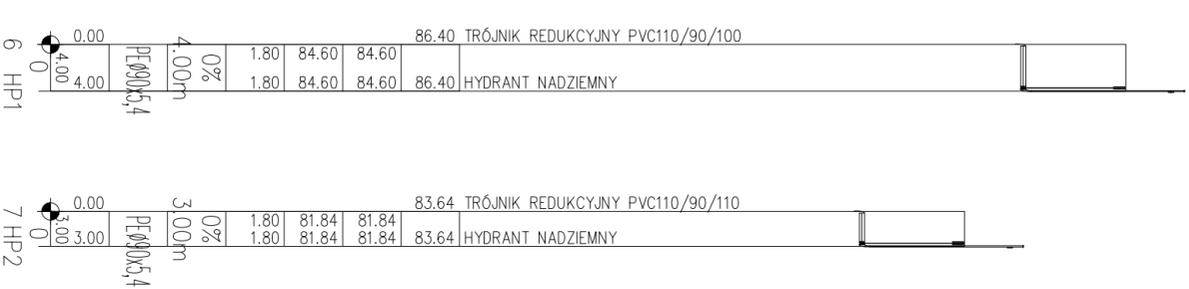 0.00 86.40 TRÓJNIK REDUKCYJNY PVC110/90/100
6 0 4.00 PEø90x5,4 4.00m 0% 1.80 84.60 84.60
HP1 4.00 1.80 84.60 84.60 86.40 HYDRANT NADZIEMNY
0.00 83.64 TRÓJNIK REDUKCYJNY PVC110/90/110
7 0 3.00 PEø90x5,4 3.00m 0% 1.80 81.84 81.84
HP2 3.00 1.80 81.84 81.84 83.64 HYDRANT NADZIEMNY